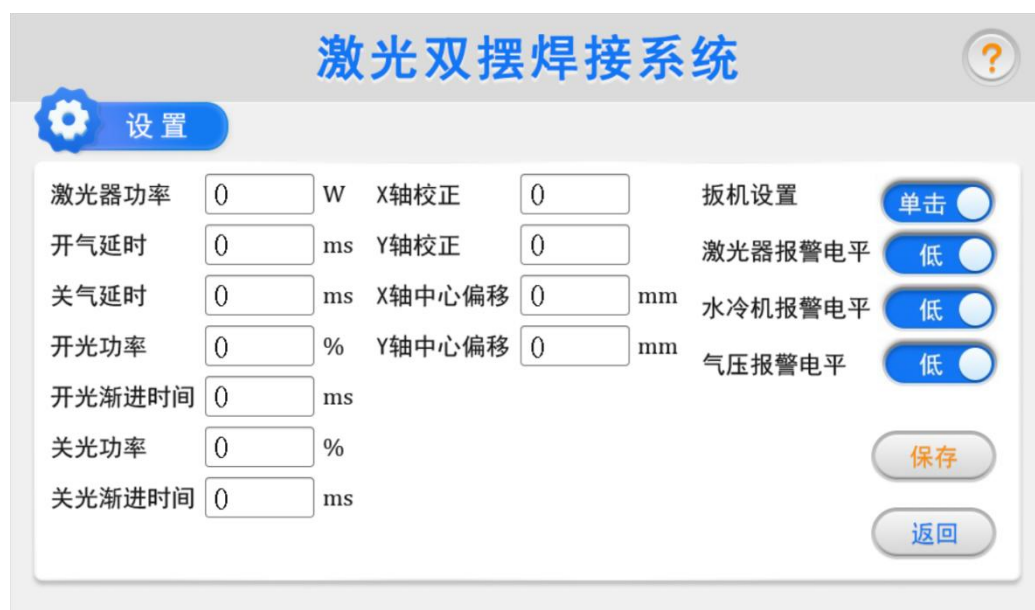 激光双摆焊接系统
?
设置
激光器功率 0 W X轴校正 0 扳机设置 单击
开气延时 0 ms Y轴校正 0 激光器报警电平 低
关气延时 0 ms X轴中心偏移 0 mm 水冷机报警电平 低
开光功率 0 % Y轴中心偏移 0 mm 气压报警电平 低
开光渐进时间 0 ms
关光功率 0 % 保存
关光渐进时间 0 ms
返回